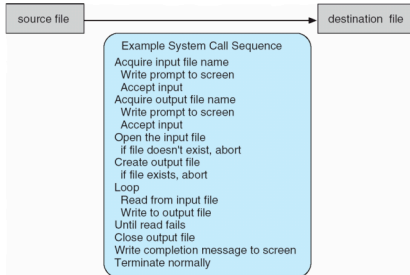 source file
destination file
Example System Call Sequence
Acquire input file name
Write prompt to screen
Accept input
Acquire output file name
Write prompt to screen
Accept input
Open the input file
if file doesn't exist, abort
Create output file
if file exists, abort
Loop
Read from input file
Write to output file
Until read fails
Close output file
Write completion message to screen
Terminate normally